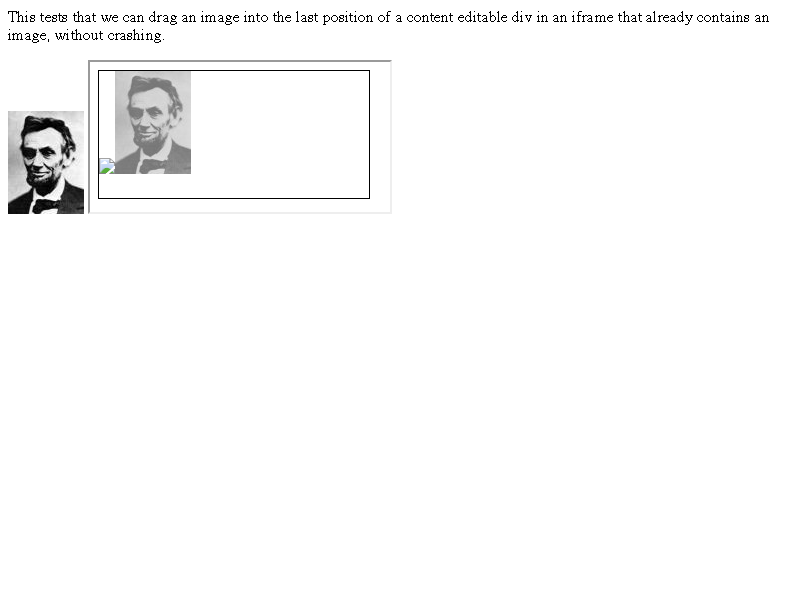 This tests that we can drag an image into the last position of a content editable div in an iframe that already contains an
image, without crashing.